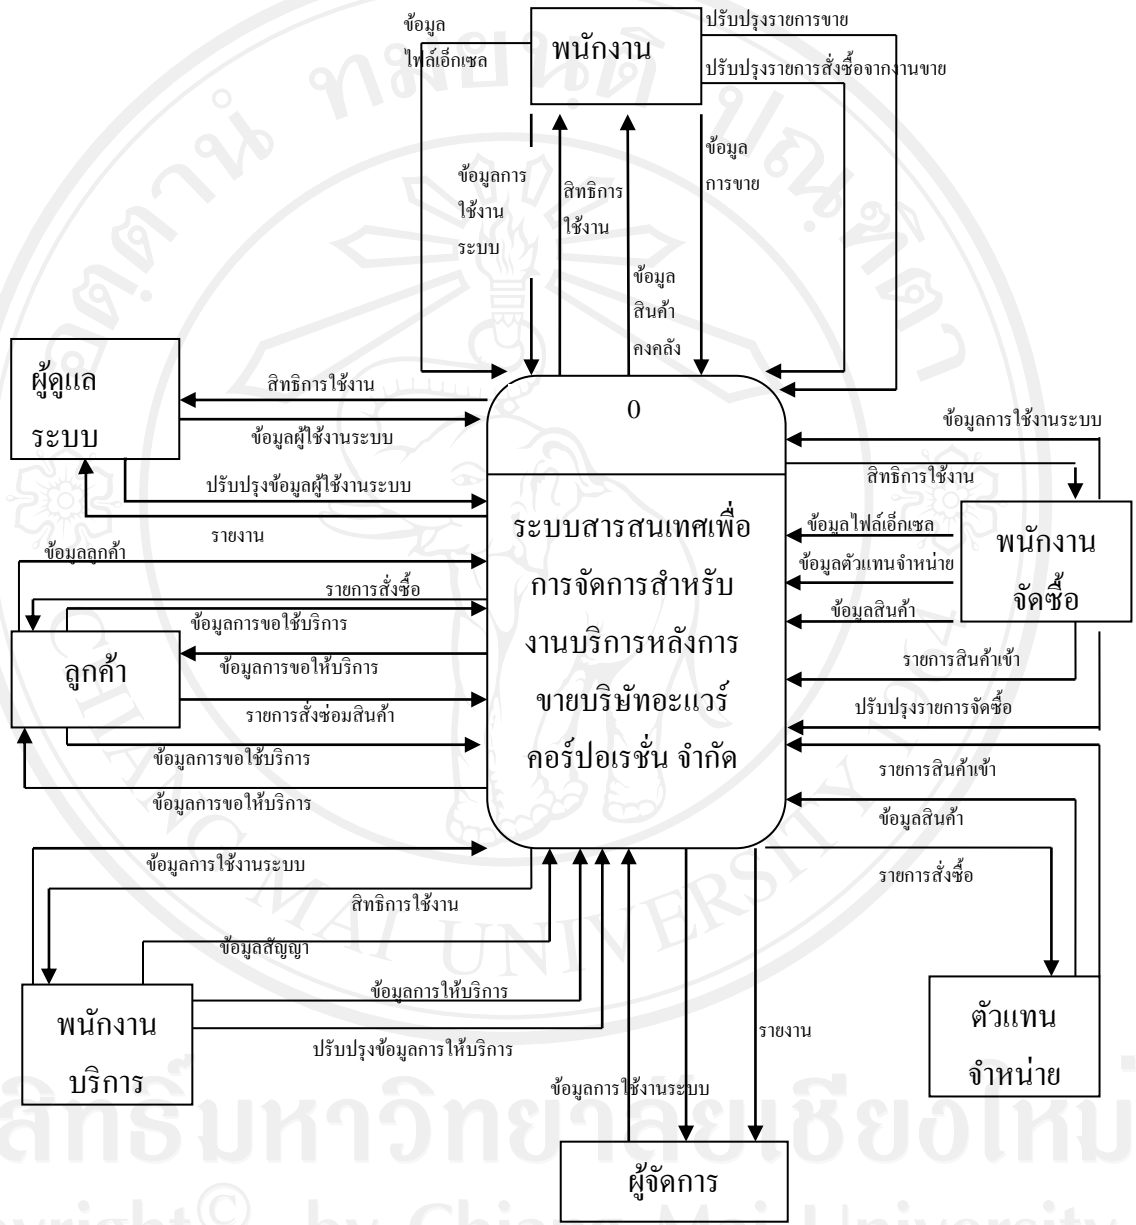 ข้อมูล
ไฟล์เอ็กเซล
พนักงาน
ปรับปรุงรายการขาย
ปรับปรุงรายการสั่งซื้อจากงานขาย
ข้อมูลการ
ใช้งาน
ระบบ
สิทธิการ
ใช้งาน
ข้อมูล
สินค้า
คงคลัง
ข้อมูล
การขาย
ผู้ดูแล
ระบบ
สิทธิการใช้งาน
ข้อมูลผู้ใช้งานระบบ
ปรับปรุงข้อมูลผู้ใช้งานระบบ
รายงาน
0
ระบบสารสนเทศเพื่อ
การจัดการสำหรับ
งานบริการหลังการ
ขายบริษัทอะแวร์
คอร์ปอเรชั่น จำกัด
ข้อมูลการใช้งานระบบ
สิทธิการใช้งาน
ข้อมูลไฟล์เอ็กเซล
ข้อมูลตัวแทนจำหน่าย
ข้อมูลสินค้า
พนักงาน
จัดซื้อ
รายการสินค้าเข้า
ปรับปรุงรายการจัดซื้อ
ข้อมูลลูกค้า
รายการสั่งซื้อ
ข้อมูลการขอใช้บริการ
ลูกค้า
ข้อมูลการขอให้บริการ
รายการสั่งซ่อมสินค้า
ข้อมูลการขอใช้บริการ
ข้อมูลการขอให้บริการ
รายการสินค้าเข้า
ข้อมูลสินค้า
รายการสั่งซื้อ
ตัวแทน
จำหน่าย
ข้อมูลการใช้งานระบบ
สิทธิการใช้งาน
ข้อมูลสัญญา
ข้อมูลการให้บริการ
ปรับปรุงข้อมูลการให้บริการ
พนักงาน
บริการ
รายงาน
ข้อมูลการใช้งานระบบ
ผู้จัดการ
CHIANG MAI UNIVERSITY
สิทธิ์มหาวิทยาลัยเชียงใหม่
by Chiang Mai University